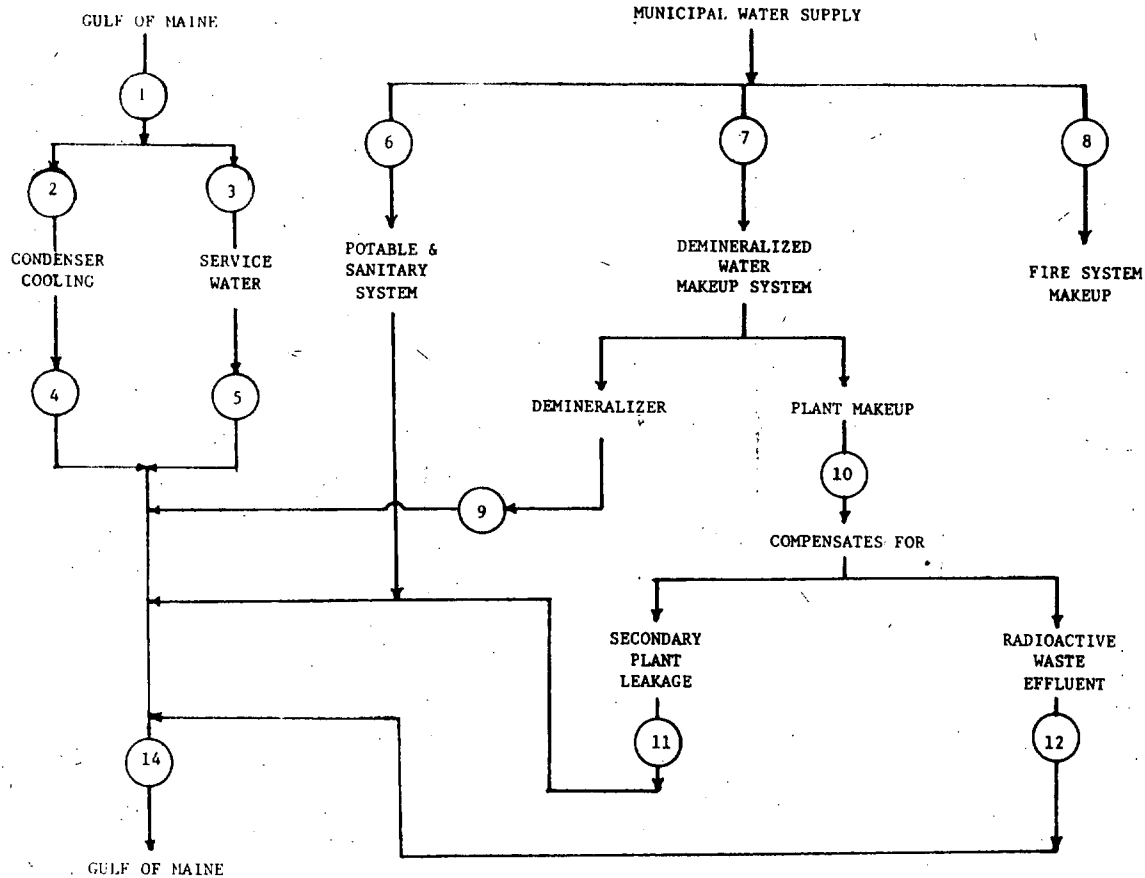 GULF OF MAINE
MUNICIPAL WATER SUPPLY
1
2
3
6
7
8
CONDENSER
COOLING
SERVICE
WATER
POTABLE &
SANITARY
SYSTEM
DEMINERALIZED
WATER
MAKEUP SYSTEM
FIRE SYSTEM
MAKEUP
4
5
DEMINERALIZER
PLANT MAKEUP
9
10
COMPENSATES FOR
SECONDARY
PLANT
LEAKAGE
RADIOACTIVE
WASTE
EFFLUENT
11
12
14
GULF OF MAINE